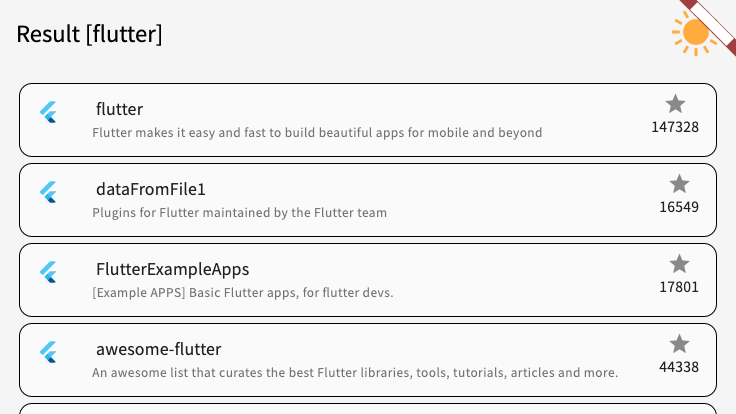 Result [flutter]
flutter
Flutter makes it easy and fast to build beautiful apps for mobile and beyond
147328
dataFromFile1
Plugins for Flutter maintained by the Flutter team
16549
FlutterExampleApps
[Example APPS] Basic Flutter apps, for flutter devs.
17801
awesome-flutter
An awesome list that curates the best Flutter libraries, tools, tutorials, articles and more.
44338